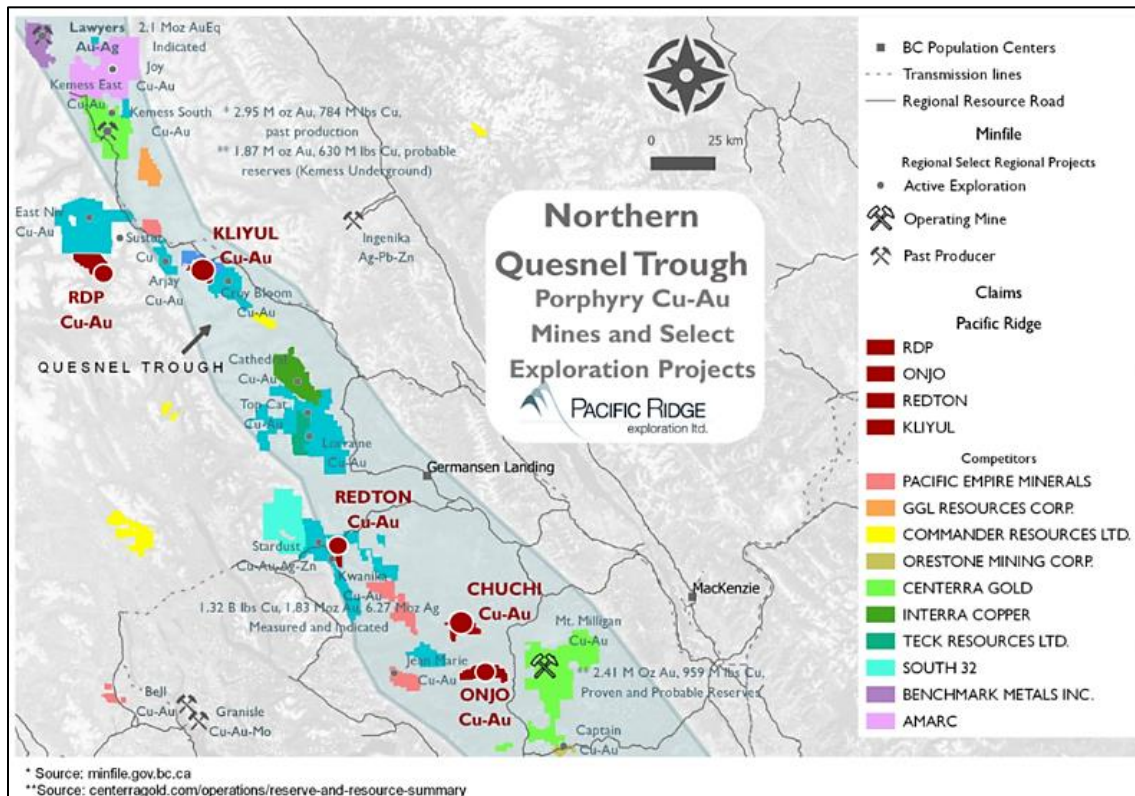 Lawyers
Au-Ag
2.1 Moz AuEq
Indicated
Joy
Cu-Au
Kemess East
Cu-Au
Kemess South
Cu-Au
* 2.95 M oz Au, 784 M lbs Cu,
past production
** 1.87 m oz Au, 630 M lbs Cu, probable
reserves (Kemess Underground)
0 25 km
BC Population Centers
Transmission lines
Regional Resource Road
Minfile
Regional Select Regional Projects
Active Exploration
Operating Mine
Past Producer
Claims
Pacific Ridge
RDP
ONJO
REDTON
KLIYUL
Competitors
PACIFIC EMPIRE MINERALS
GGL RESOURCES CORP.
COMMANDER RESOURCES LTD.
ORESTONE MINING CORP.
CENTERRA GOLD
INTERRA COPPER
TECK RESOURCES LTD.
SOUTH 32
BENCHMARK METALS INC.
AMARC
Northern
Quesnel Trough
Porphyry Cu-Au
Mines and Select
Exploration Projects
PACIFIC RIDGE
exploration ltd.
Ingenika
Ag-Pb-Zn
East Niv
Cu-Au
Sustut
Cu
KLIYUL
Cu-Au
RDP
Cu-Au
Arjay
Cu-Au
Croy Bloom
Cu-Au
QUESNEL TROUGH
Cathedral
Cu-Au
Top Cat
Cu-Au
Lorraine
Cu-Au
Germansen Landing
REDTON
Cu-Au
Stardust
Cu-Au-Ag-Zn
Kwanika
Cu-Au
1.32 B lbs Cu, 1.83 Moz Au, 6.27 Moz Ag
Measured and Indicated
CHUCHI
Cu-Au
MacKenzie
Mt. Milligan
Cu-Au
** 2.41 M Oz Au, 959 M lbs Cu,
Proven and Probable Reserves
Jean Marie
Cu-Au
ONJO
Cu-Au
Bell
Cu-Au
Granisle
Cu-Au-Mo
Captain
Cu-Au
* Source: minfile.gov.bc.ca
**Source: centerragold.com/operations/reserve-and-resource-summary